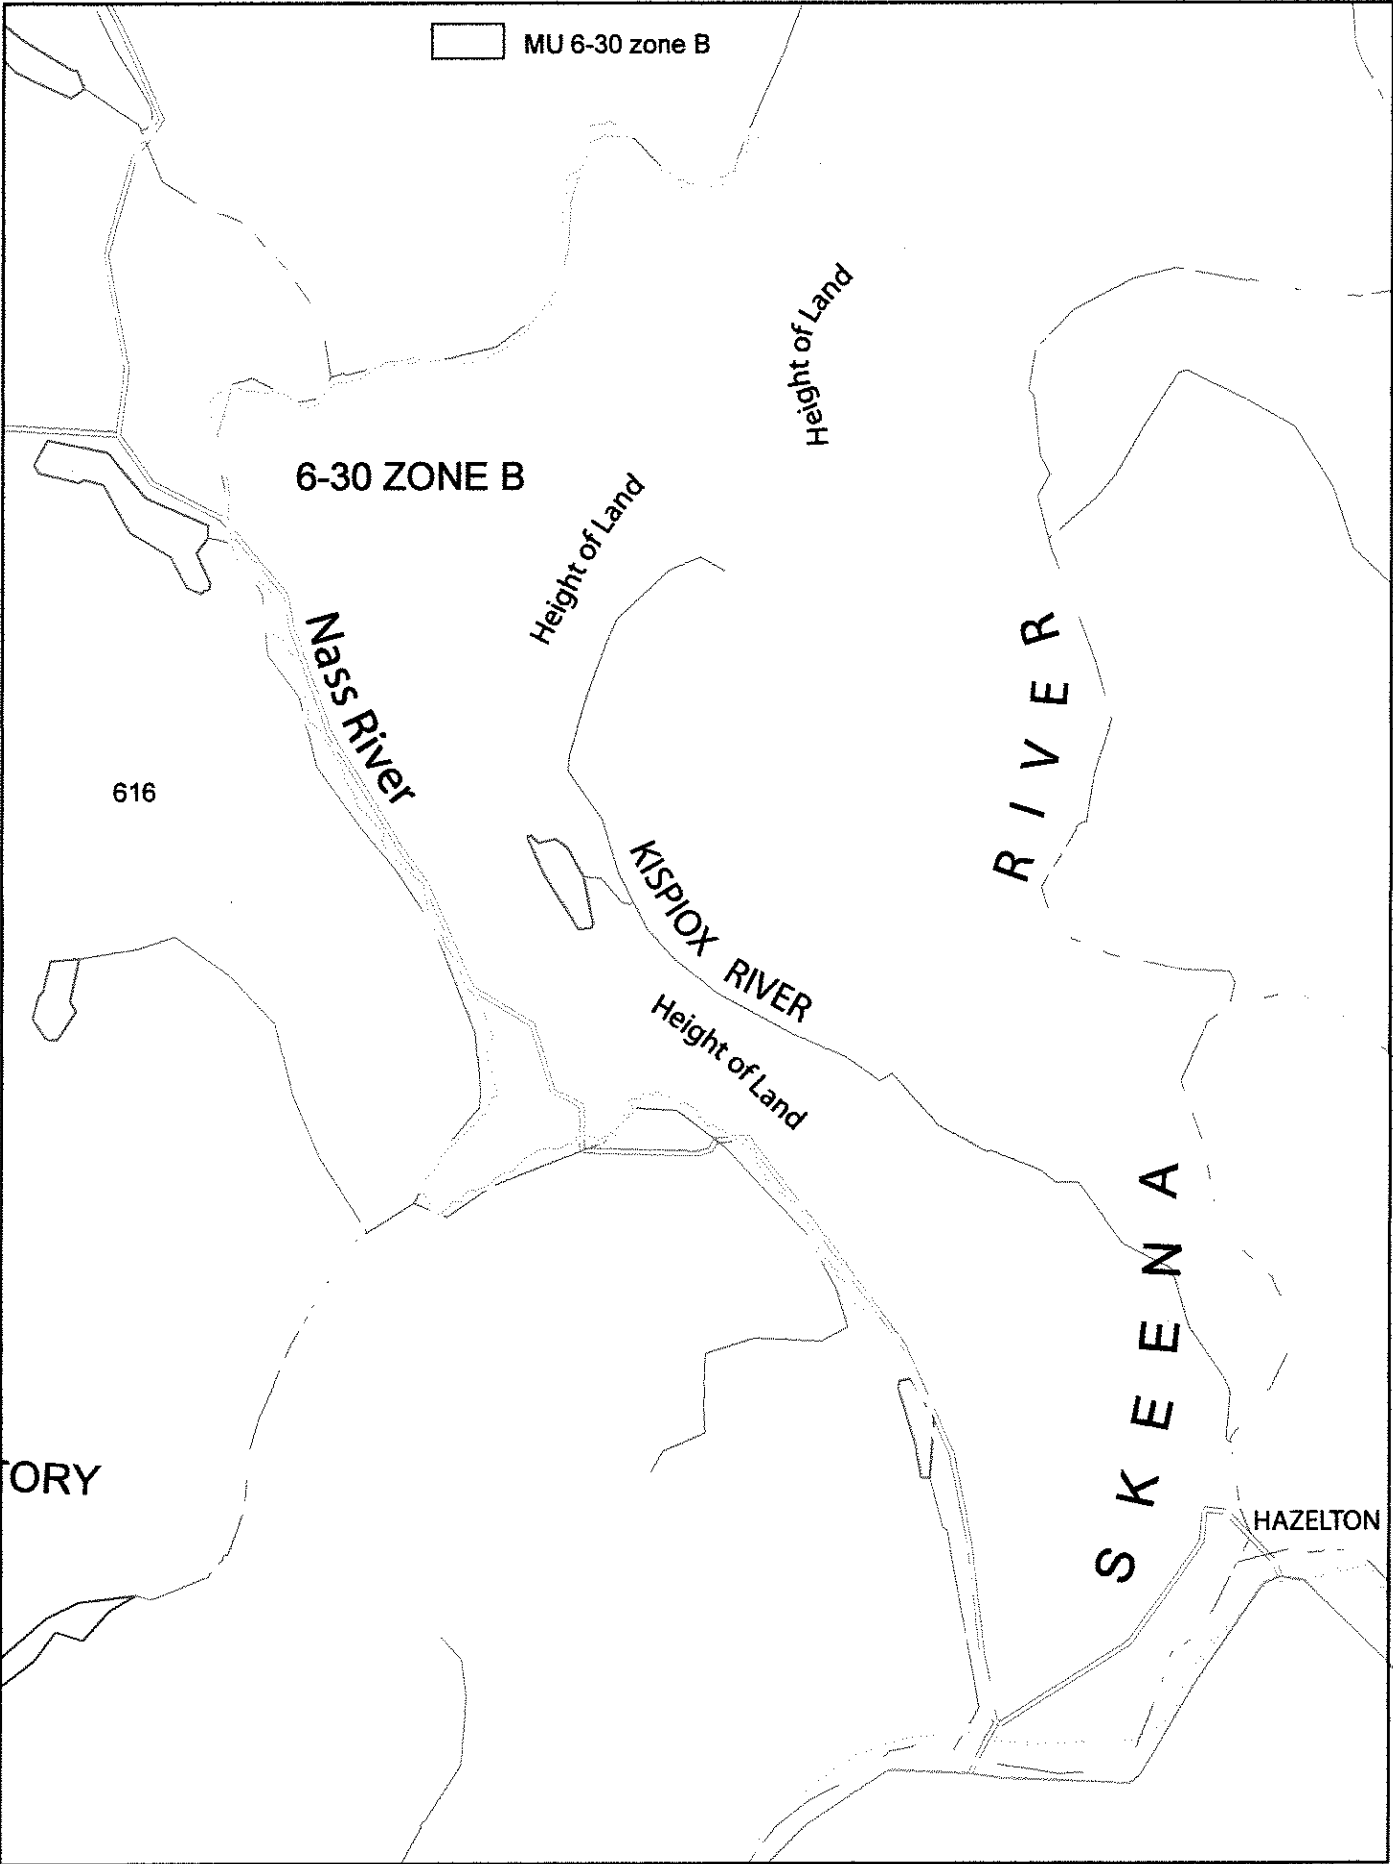 MU 6-30 zone B
Height of Land
6-30 ZONE B
Height of Land
Nass River
616
KISPIOX RIVER
Height of Land
SKEENA RIVER
TORY
HAZELTON